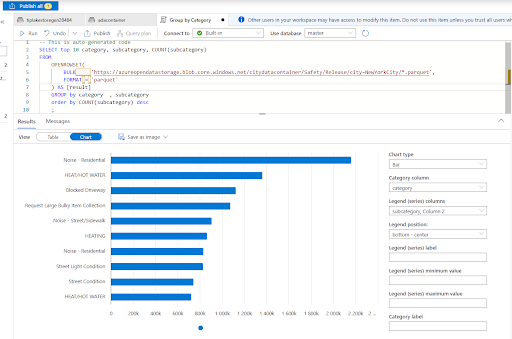 Publish all 1
tiplakestoragen20484
adlscontainer
Group by Category
Other users in your workspace may have access to modify this item. Do not use this item unless you trust all users wh
Run
Undo
Publish
Query plan
Connect to
Built-in
Use database
master
1 -- This is auto-generated code
2 SELECT top 10 category, subcategory, COUNT(subcategory)
3 FROM
4 OPENROWSET(
5 BULK 'https://azureopendatastorage.blob.core.windows.net/citydatacontainer/Safety/Release/city=NewYorkCity/*.parquet',
6 FORMAT = 'parquet'
7 ) AS [result]
8 GROUP by category , subcategory
9 order by COUNT(subcategory) desc
10 ;
Results
Messages
View
Table
Chart
Save as image
Noise - Residential
HEAT/HOT WATER
Blocked Driveway
Request Large Bulky Item Collection
Noise - Street/Sidewalk
HEATING
Noise - Residential
Street Light Condition
Street Condition
HEAT/HOT WATER
0 200k 400k 600k 800k 1 000k 1 200k 1 400k 1 600k 1 800k 2 000k 2 200k 2 ...
Chart type
Bar
Category column
category
Legend (series) columns
subcategory, Column 2
Legend position:
bottom - center
Legend (series) label
Legend (series) minimum value
Legend (series) maximum value
Category label